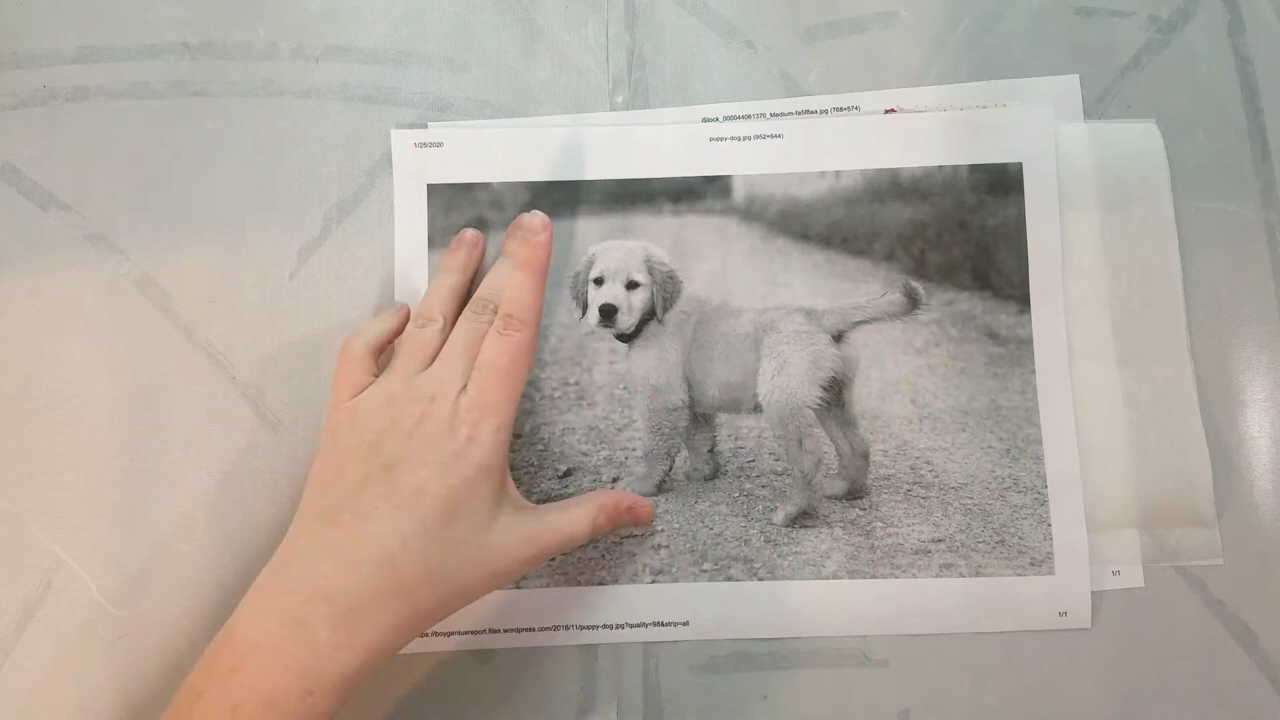 iStock_000044061370_Medium-fa5f8aa.jpg (768×574)
1/25/2020
puppy-dog.jpg (952×644)
1/1
1/1
ps://boygeniusreport.files.wordpress.com/2016/11/puppy-dog.jpg?quality=98&strip=all